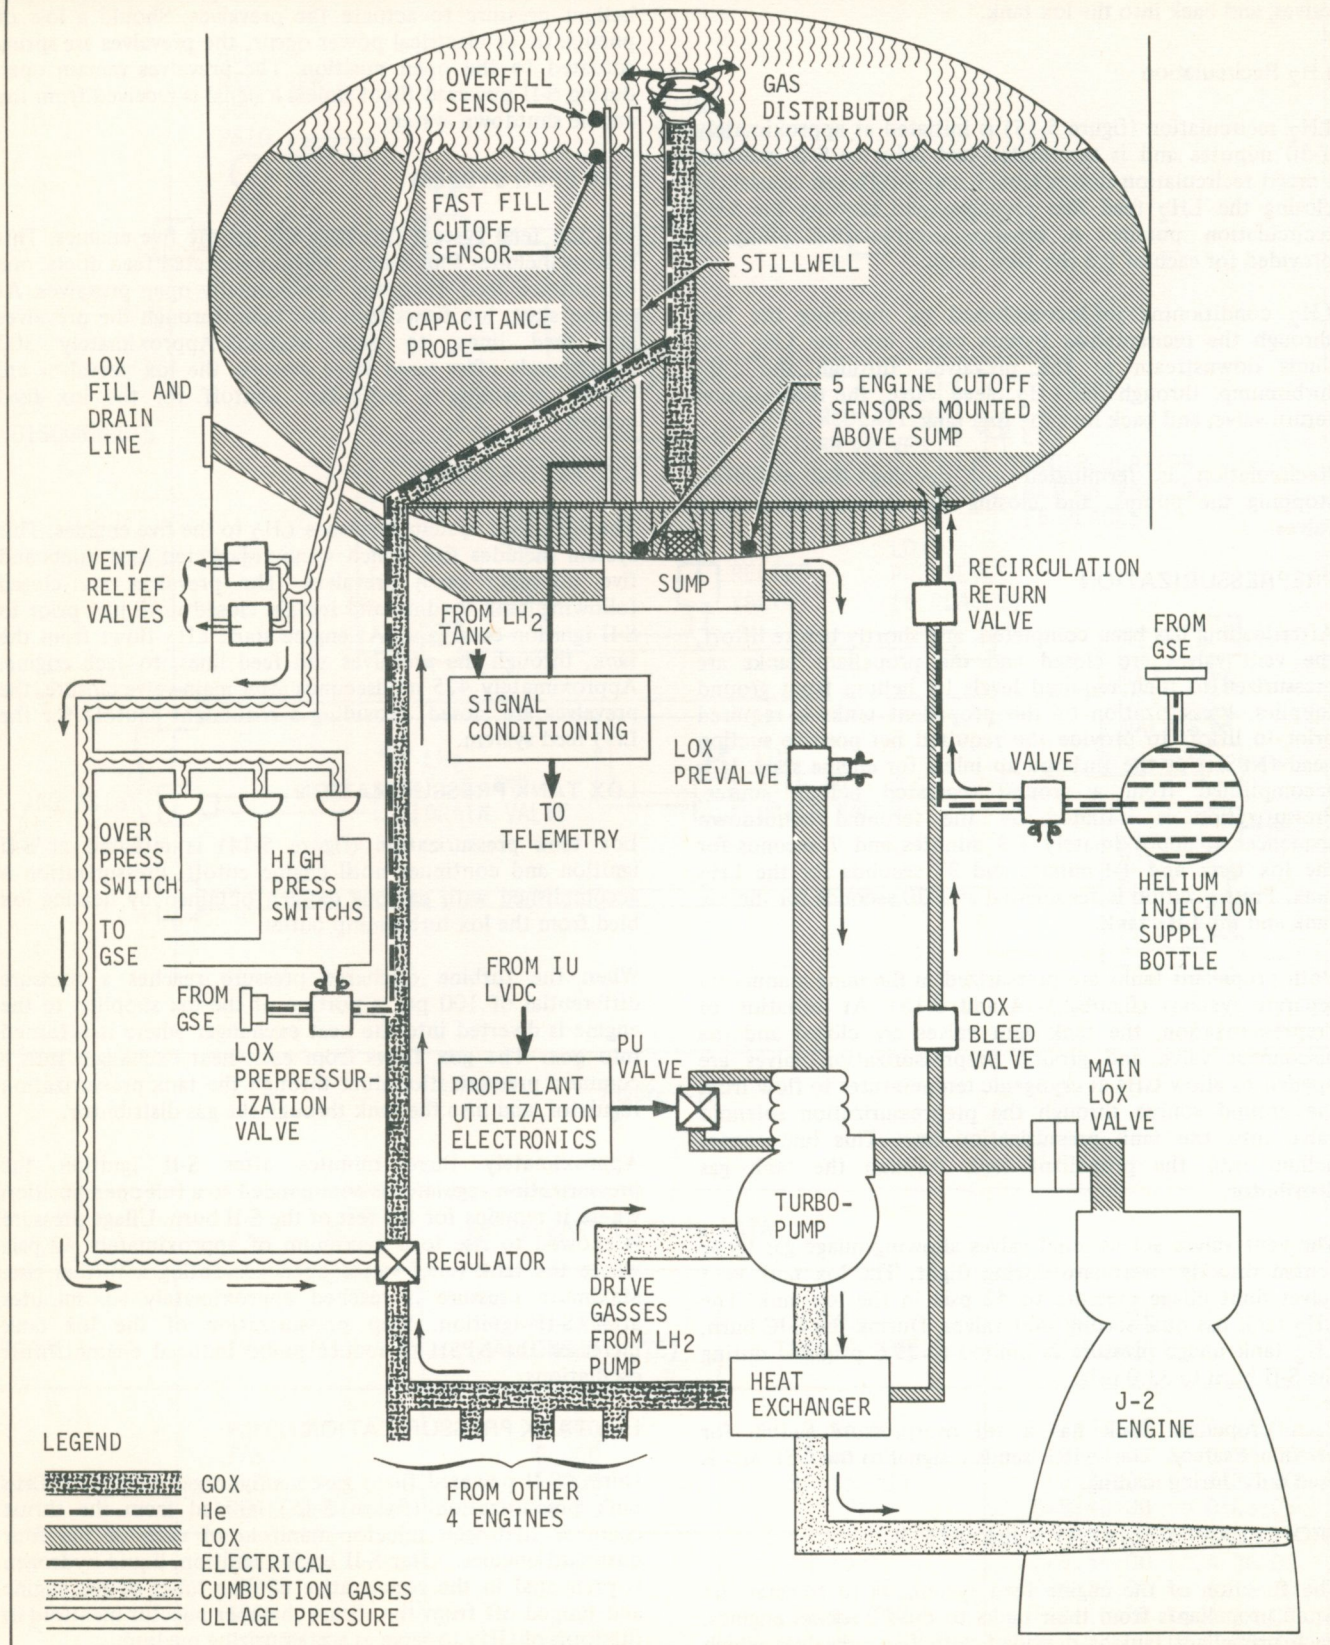 OVERFILL
SENSOR
GAS
DISTRIBUTOR
FAST FILL
CUTOFF
SENSOR
STILLWELL
CAPACITANCE
PROBE
LOX
FILL AND
DRAIN
LINE
5 ENGINE CUTOFF
SENSORS MOUNTED
ABOVE SUMP
VENT/
RELIEF
VALVES
SUMP
RECIRCULATION
RETURN
VALVE
FROM LH2
TANK
FROM
GSE
SIGNAL
CONDITIONING
LOX
PREVALVE
VALVE
TO
TELEMETRY
OVER
PRESS
SWITCH
HIGH
PRESS
SWITCHS
TO
GSE
HELIUM
INJECTION
SUPPLY
BOTTLE
FROM IU
LVDC
FROM
GSE
LOX
PREPRESSUR-
IZATION
VALVE
PU
VALVE
LOX
BLEED
VALVE
PROPELLANT
UTILIZATION
ELECTRONICS
MAIN
LOX
VALVE
TURBO-
PUMP
REGULATOR
DRIVE
GASSES
FROM LH2
PUMP
HEAT
EXCHANGER
J-2
ENGINE
FROM OTHER
4 ENGINES
LEGEND
GOX
He
LOX
ELECTRICAL
CUMBUSTION GASES
ULLAGE PRESSURE